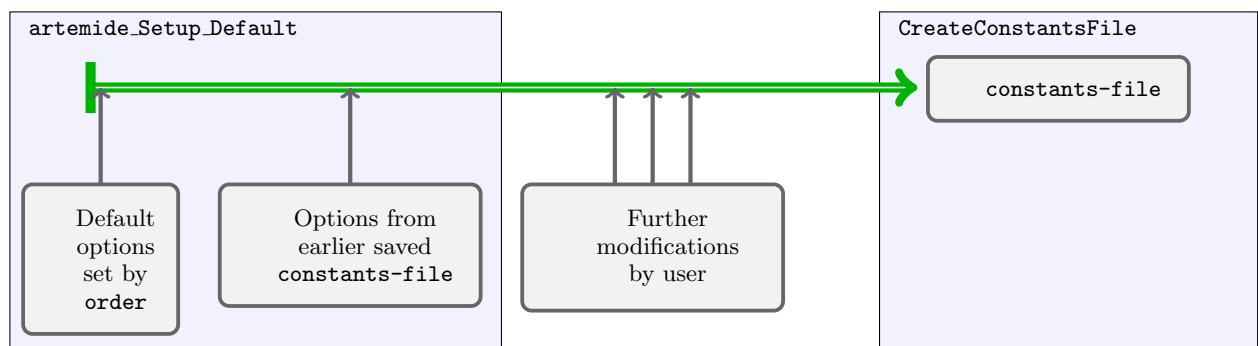 artemide_Setup_Default
CreateConstantsFile
constants-file
Default
options
set by
order
Options from
earlier saved
constants-file
Further
modifications
by user